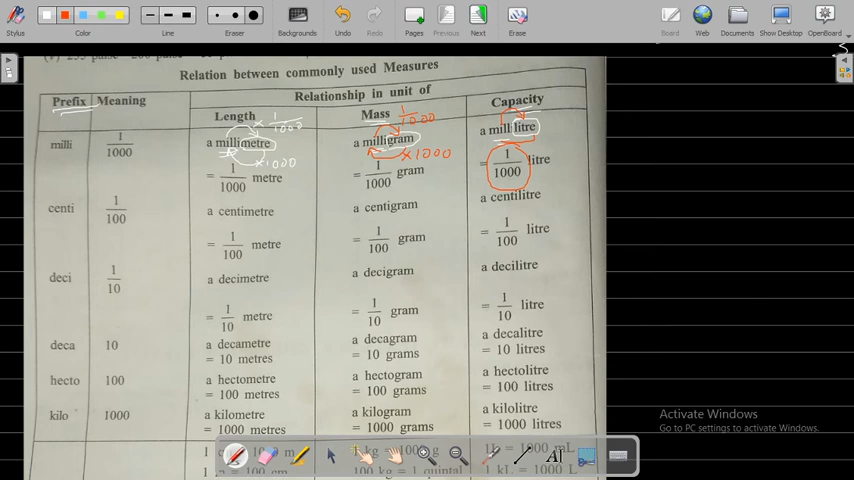 Stylus
Color
Line
Eraser
Backgrounds
Undo
Redo
Pages
Previous
Next
Erase
Board
Web
Documents
Show Desktop
OpenBoard
Relation between commonly used Measures
Prefix Meaning Relationship in unit of
Length Mass Capacity
× 1/1000 1/1000
milli 1/1000 a millimetre a milligram a millilitre
×1000 ×1000
= 1/1000 metre = 1/1000 gram = 1/1000 litre
centi 1/100 a centimetre a centigram a centilitre
= 1/100 metre = 1/100 gram = 1/100 litre
deci 1/10 a decimetre a decigram a decilitre
= 1/10 metre = 1/10 gram = 1/10 litre
deca 10 a decametre a decagram a decalitre
= 10 metres = 10 grams = 10 litres
hecto 100 a hectometre a hectogram a hectolitre
= 100 metres = 100 grams = 100 litres
kilo 1000 a kilometre a kilogram a kilolitre
= 1000 metres = 1000 grams = 1000 litres
1 kg = 1000 g = 1000 mL
= 100 cm 100 kg = 1 quintal 1 kL = 1000 L
Activate Windows
Go to PC settings to activate Windows.